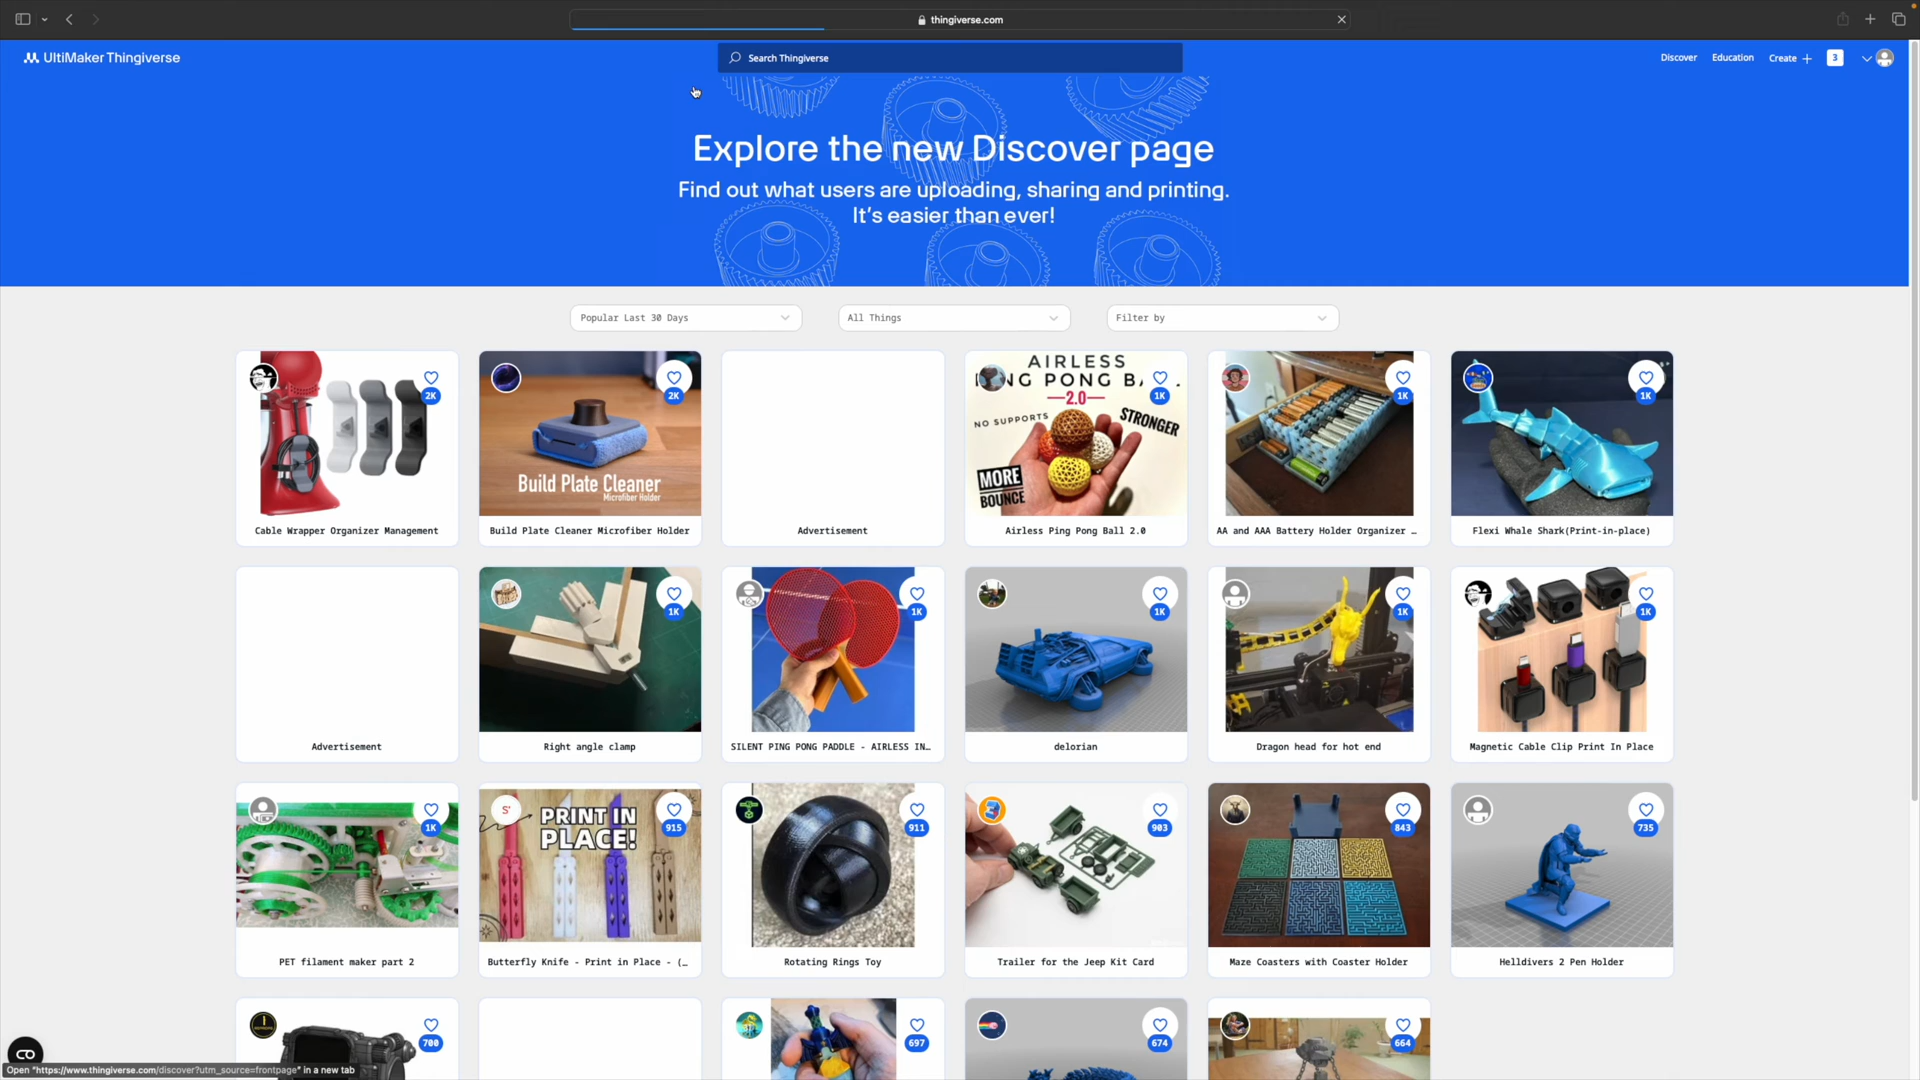 thingiverse.com
UltiMaker Thingiverse
Search Thingiverse
Discover
Education
Create
3
Explore the new Discover page
Find out what users are uploading, sharing and printing.
It's easier than ever!
Popular Last 30 Days
All Things
Filter by
2K
2K
Build Plate Cleaner
Microfiber Holder
AIRLESS
2.0
NO SUPPORTS
STRONGER
MORE
BOUNCE
1K
1K
1K
Cable Wrapper Organizer Management
Build Plate Cleaner Microfiber Holder
Advertisement
Airless Ping Pong Ball 2.0
AA and AAA Battery Holder Organizer …
Flexi Whale Shark(Print-in-place)
1K
1K
1K
1K
1K
Advertisement
Right angle clamp
SILENT PING PONG PADDLE - AIRLESS IN…
delorian
Dragon head for hot end
Magnetic Cable Clip Print In Place
1K
PRINT IN
PLACE!
915
911
903
843
735
PET filament maker part 2
Butterfly Knife - Print in Place - (…
Rotating Rings Toy
Trailer for the Jeep Kit Card
Maze Coasters with Coaster Holder
Helldivers 2 Pen Holder
700
697
674
664
Open "https://www.thingiverse.com/discover?utm_source=frontpage" in a new tab